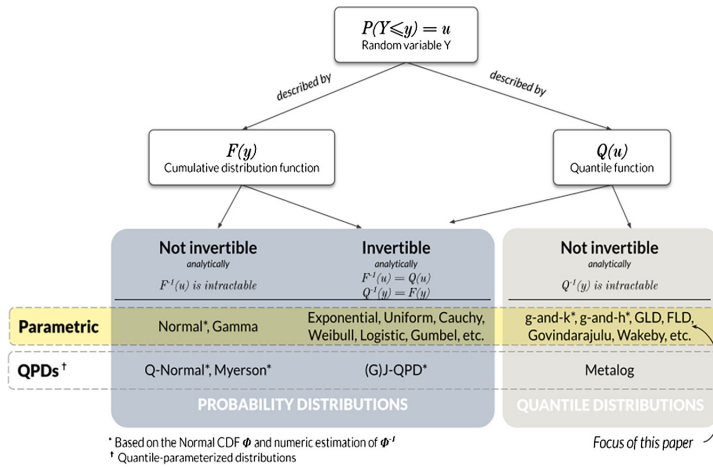 P(Y⩽y) = u
Random variable Y
described by
described by
F(y)
Cumulative distribution function
Q(u)
Quantile function
Not invertible
analytically
F⁻¹(u) is intractable
Invertible
analytically
F⁻¹(u) = Q(u)
Q⁻¹(y) = F(y)
Not invertible
analytically
Q⁻¹(y) is intractable
Parametric
Normal*, Gamma
Exponential, Uniform, Cauchy,
Weibull, Logistic, Gumbel, etc.
g-and-k*, g-and-h*, GLD, FLD,
Govindarajulu, Wakeby, etc.
QPDs †
Q-Normal*, Myerson*
(G)J-QPD*
Metalog
PROBABILITY DISTRIBUTIONS
QUANTILE DISTRIBUTIONS
* Based on the Normal CDF Φ and numeric estimation of Φ⁻¹
† Quantile-parameterized distributions
Focus of this paper